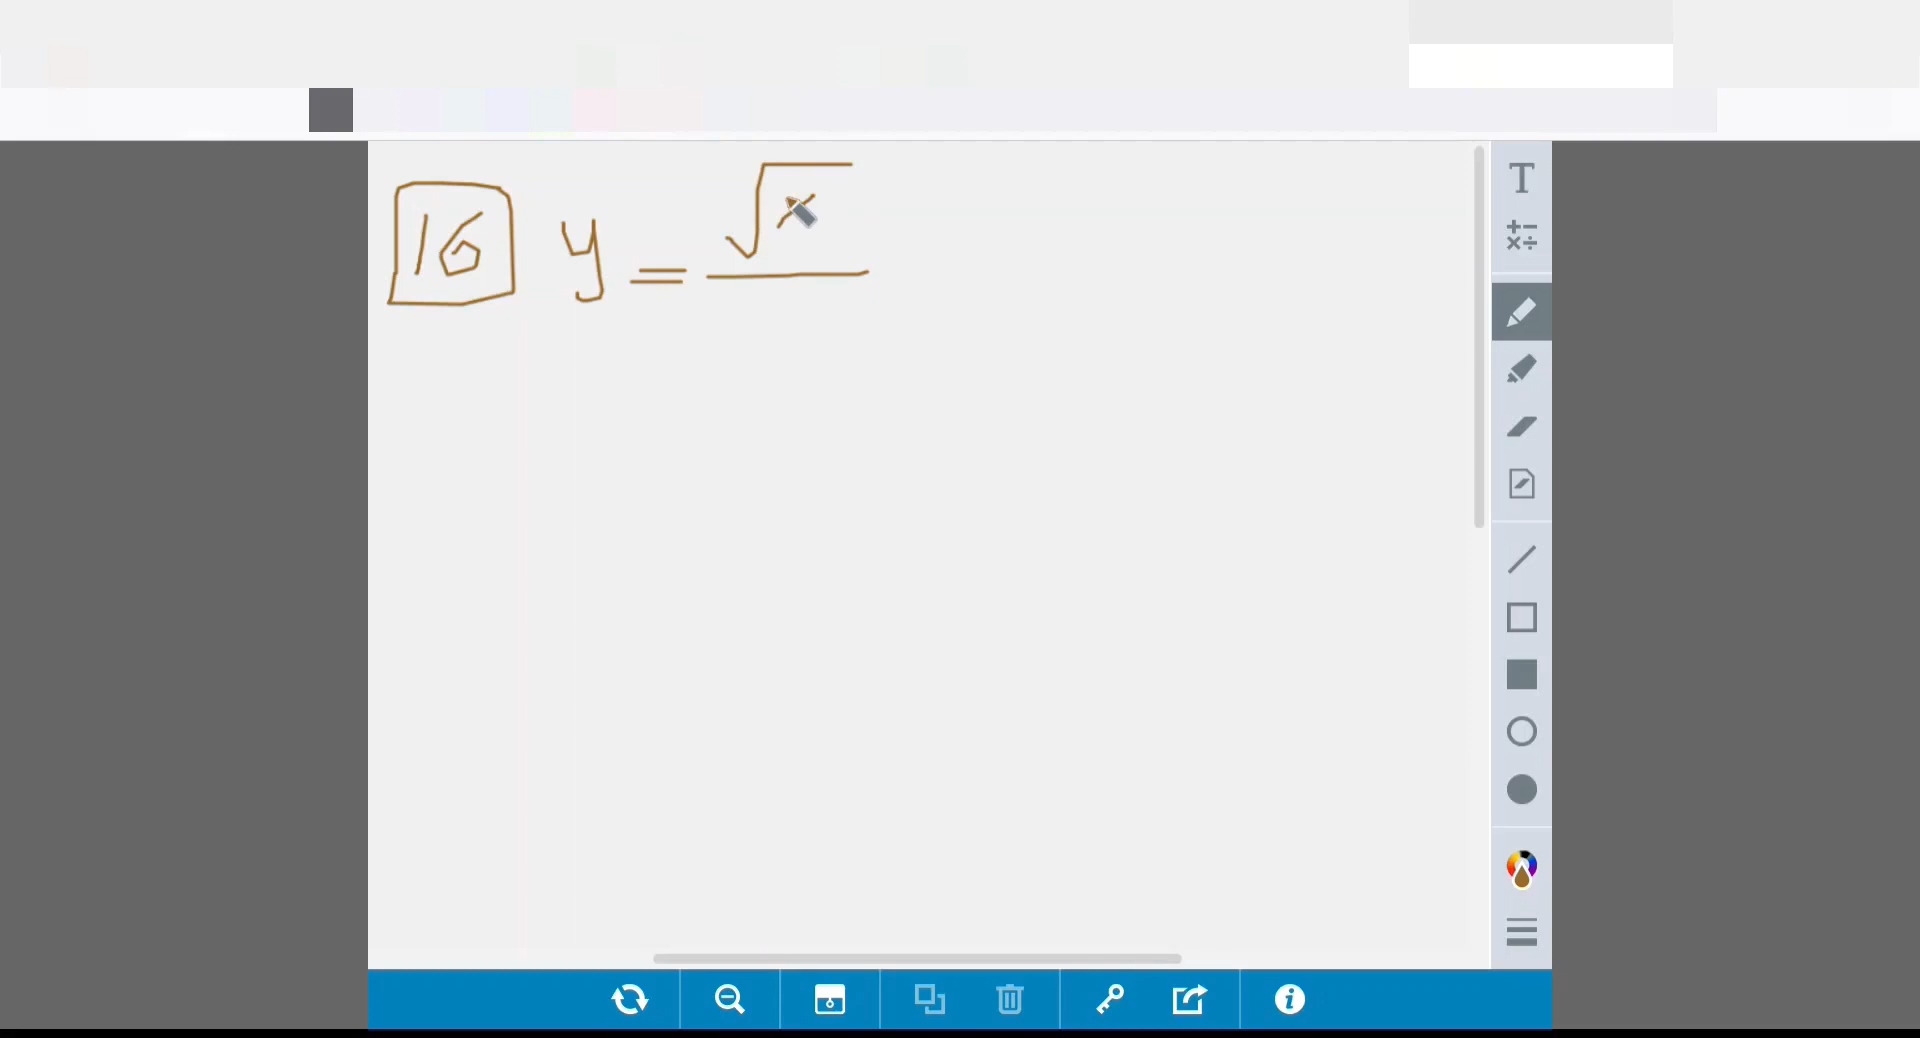 16 y = √x